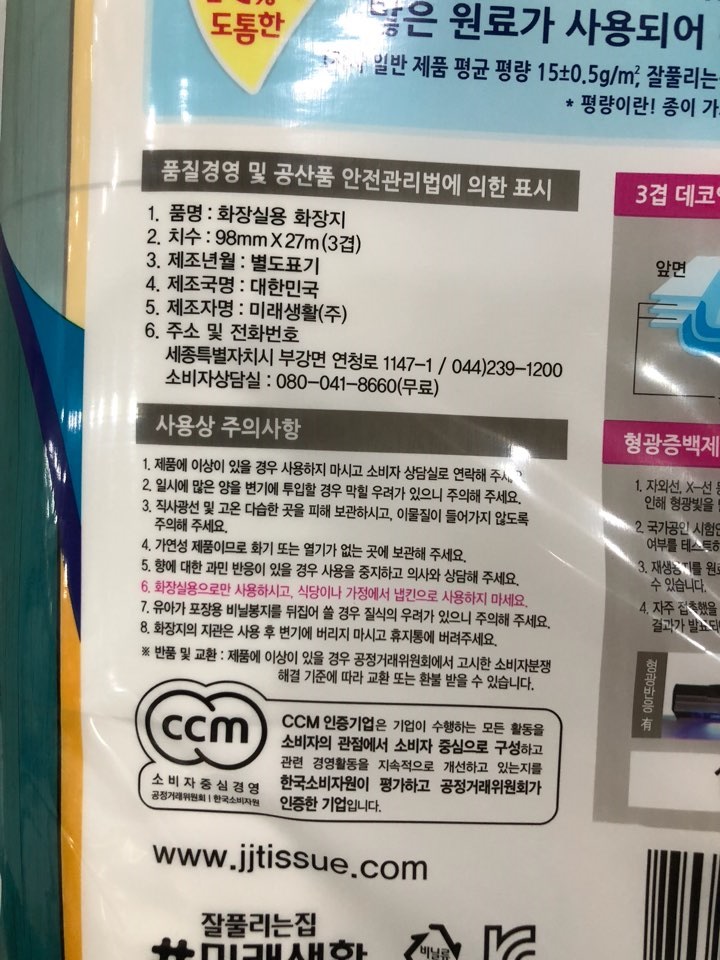 도톰한
많은 원료가 사용되어
일반 제품 평균 평량 15±0.5g/m², 잘풀리는
* 평량이란! 종이
품질경영 및 공산품 안전관리법에 의한 표시
1. 품명 : 화장실용 화장지
2. 치수 : 98mm X 27m (3겹)
3. 제조년월 : 별도표기
4. 제조국명 : 대한민국
5. 제조자명 : 미래생활(주)
6. 주소 및 전화번호
세종특별자치시 부강면 연청로 1147-1 / 044)239-1200
소비자상담실 : 080-041-8660(무료)
사용상 주의사항
1. 제품에 이상이 있을 경우 사용하지 마시고 소비자 상담실로 연락해 주세요.
2. 일시에 많은 양을 변기에 투입할 경우 막힐 우려가 있으니 주의해 주세요.
3. 직사광선 및 고온 다습한 곳을 피해 보관하시고, 이물질이 들어가지 않도록
주의해 주세요.
4. 가연성 제품이므로 화기 또는 열기가 없는 곳에 보관해 주세요.
5. 향에 대한 과민 반응이 있을 경우 사용을 중지하고 의사와 상담해 주세요.
6. 화장실용으로만 사용하시고, 식당이나 가정에서 냅킨으로 사용하지 마세요.
7. 유아가 포장용 비닐봉지를 뒤집어 쓸 경우 질식의 우려가 있으니 주의해 주세요.
8. 화장지의 지관은 사용 후 변기에 버리지 마시고 휴지통에 버려주세요.
※ 반품 및 교환 : 제품에 이상이 있을 경우 공정거래위원회에서 고시한 소비자분쟁
해결 기준에 따라 교환 또는 환불 받을 수 있습니다.
ccm
소비자중심경영
공정거래위원회 | 한국소비자원
CCM 인증기업은 기업이 수행하는 모든 활동을
소비자의 관점에서 소비자 중심으로 구성하고
관련 경영활동을 지속적으로 개선하고 있는지를
한국소비자원이 평가하고 공정거래위원회가
인증한 기업입니다.
www.jjtissue.com
잘풀리는집
#미래생활
비닐류
3겹 데코
앞면
형광증백제
1. 자외선, X-선
인해 형광빛을
2. 국가공인 시험
여부를 테스트
3. 재생용지를 원료
수 있습니다.
4. 자주 접촉했을
결과가 발표되
형광반응 有